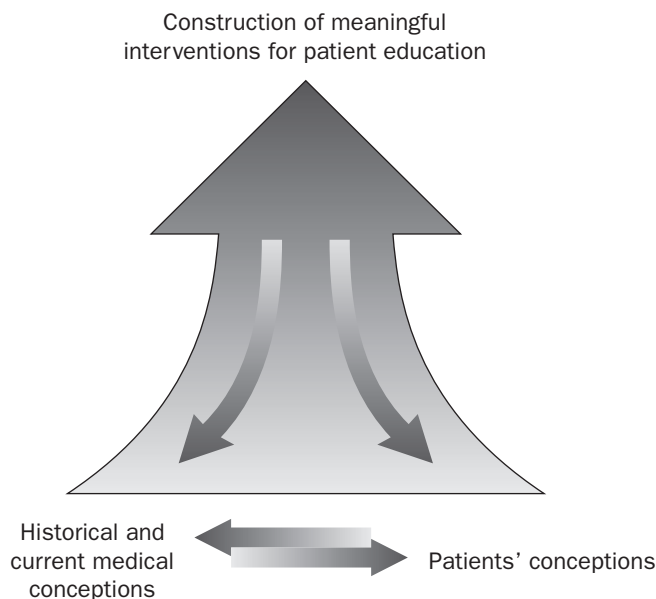 Construction of meaningful
interventions for patient education
Historical and
current medical
conceptions
Patients’ conceptions